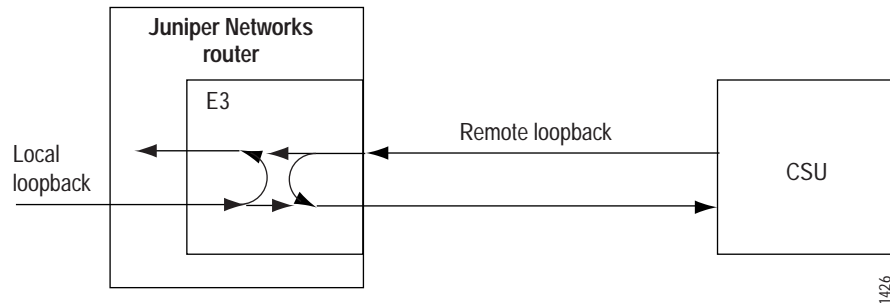 Juniper Networks
router
E3
Remote loopback
Local
loopback
CSU
1426